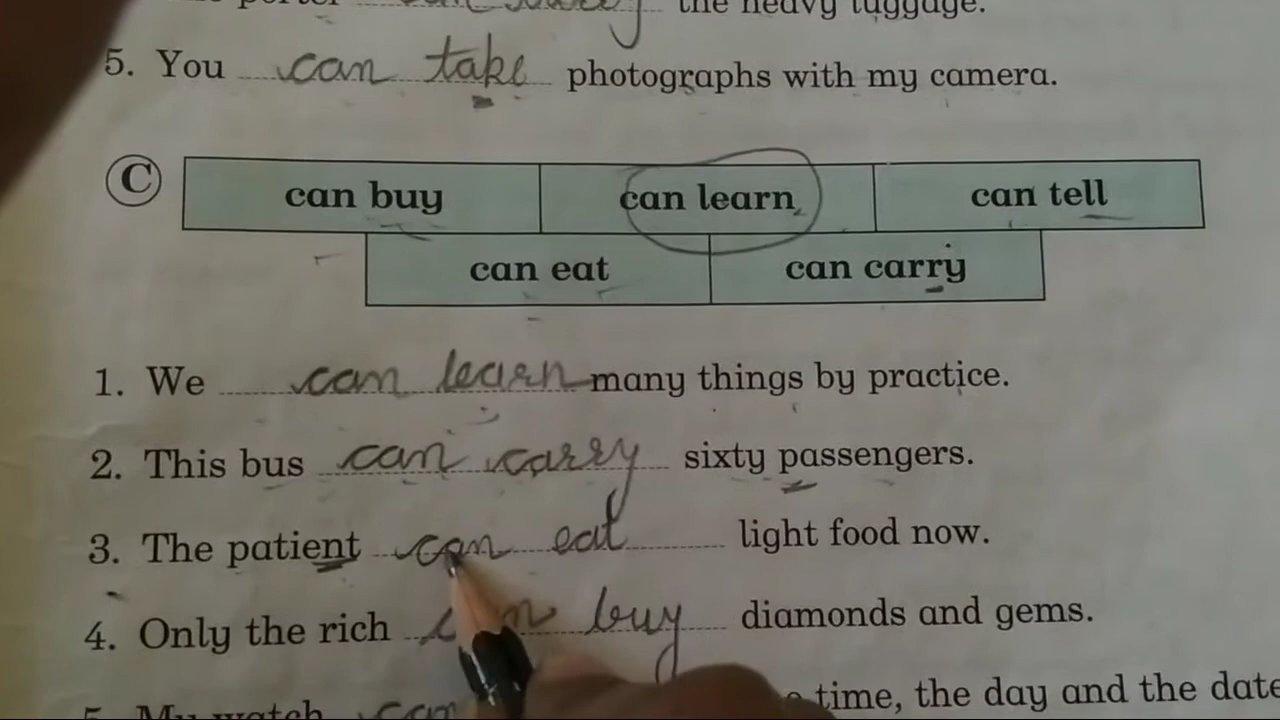 the heavy luggage.
5. You can take photographs with my camera.
C can buy can learn can tell
can eat can carry
1. We can learn many things by practice.
2. This bus can carry sixty passengers.
3. The patient can eat light food now.
4. Only the rich buy diamonds and gems.
5. My watch can time, the day and the date